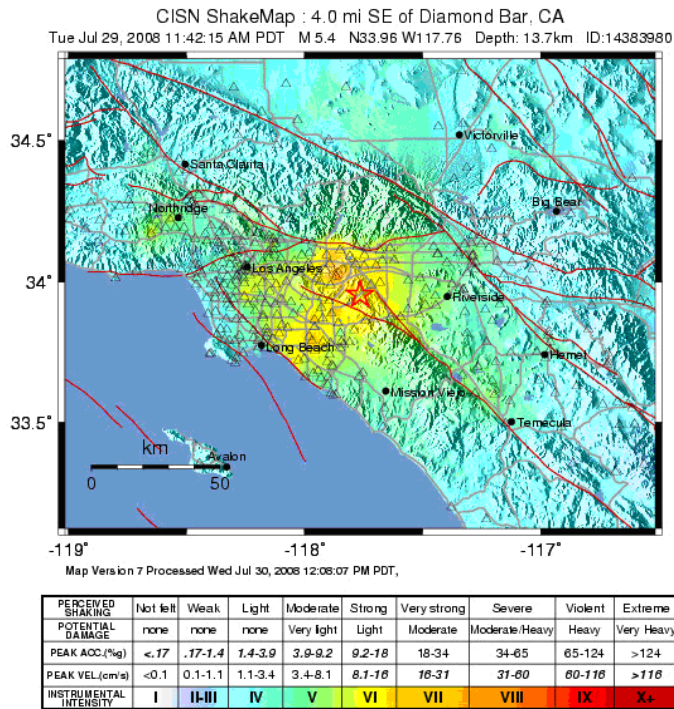 CISN ShakeMap : 4.0 mi SE of Diamond Bar, CA
Tue Jul 29, 2008 11:42:15 AM PDT M 5.4 N33.96 W117.76 Depth: 13.7km ID:14383980
34.5°
Victorville
Santa Clarita
Big Bear
Northridge
Los Angeles
34°
Riverside
Long Beach
Hemet
Mission Viejo
33.5°
Temecula
km
Avalon
0 50
-119° -118° -117°
Map Version 7 Processed Wed Jul 30, 2008 12:08:07 PM PDT,
PERCEIVED SHAKING Not felt Weak Light Moderate Strong Very strong Severe Violent Extreme
POTENTIAL DAMAGE none none none Very light Light Moderate Moderate/Heavy Heavy Very Heavy
PEAK ACC.(%g) <.17 .17-1.4 1.4-3.9 3.9-9.2 9.2-18 18-34 34-65 65-124 >124
PEAK VEL.(cm/s) <0.1 0.1-1.1 1.1-3.4 3.4-8.1 8.1-16 16-31 31-60 60-116 >116
INSTRUMENTAL INTENSITY I II-III IV V VI VII VIII IX X+